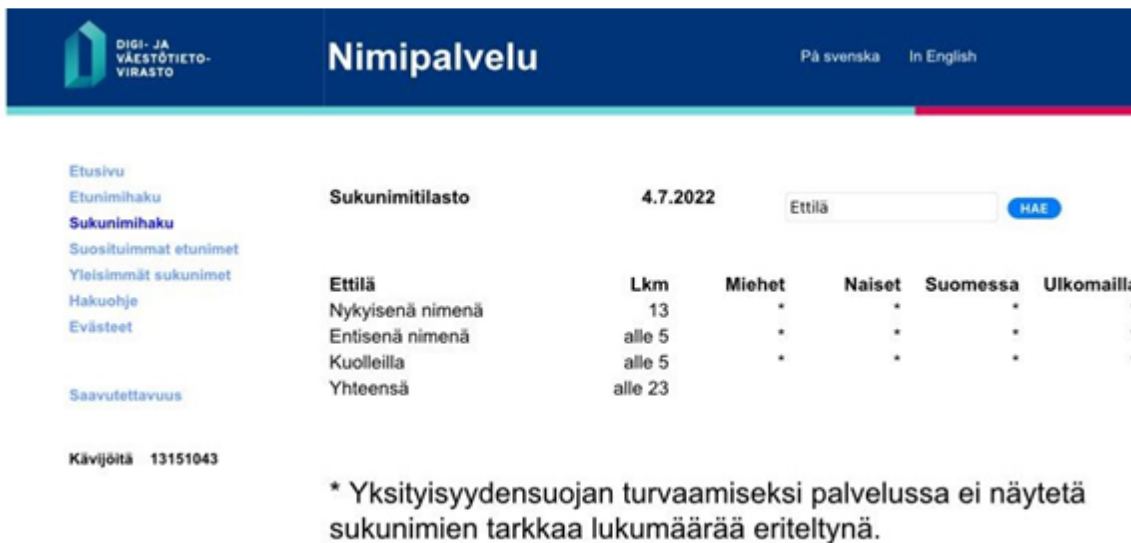 DIGI- JA
VÄESTÖTIETO-
VIRASTO
Nimipalvelu
På svenska In English
Etusivu
Etunimihaku
Sukunimihaku
Suosituimmat etunimet
Yleisimmät sukunimet
Hakuohje
Evästeet
Saavutettavuus
Kävijöitä 13151043
Sukunimitilasto 4.7.2022 Ettilä HAE
Ettilä Lkm Miehet Naiset Suomessa Ulkomailla
Nykyisenä nimenä 13 * * * *
Entisenä nimenä alle 5 * * * *
Kuolleilla alle 5 * * * *
Yhteensä alle 23
* Yksityisyydensuojan turvaamiseksi palvelussa ei näytetä
sukunimien tarkkaa lukumäärää eriteltynä.